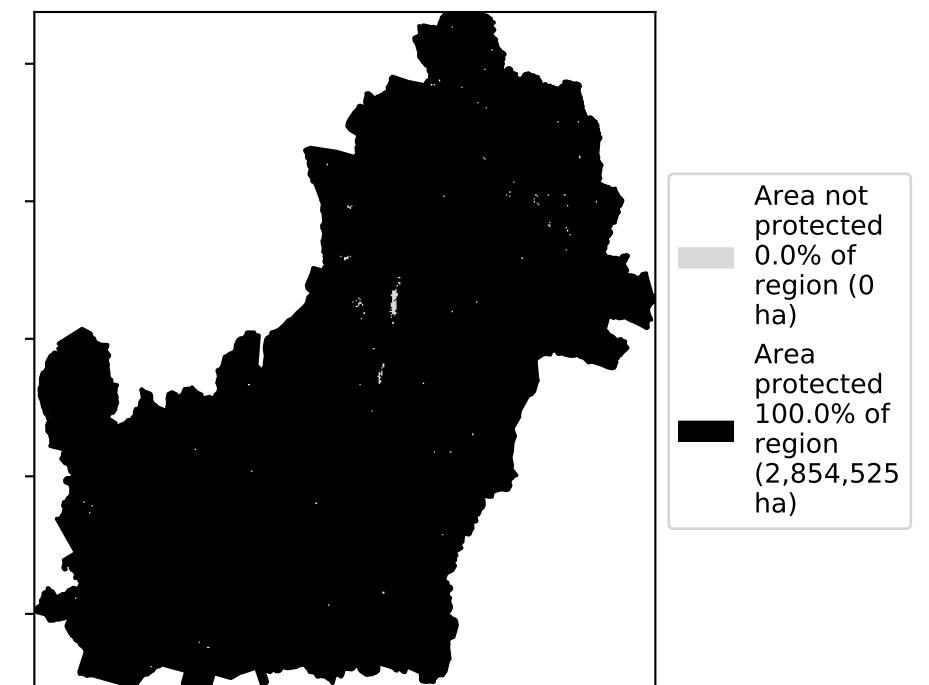 Area not
protected
0.0% of
region (0
ha)
Area
protected
100.0% of
region
(2,854,525
ha)